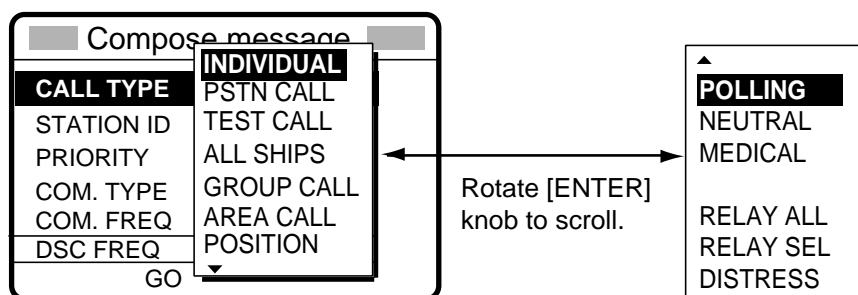 Compose message
CALL TYPE
STATION ID
PRIORITY
COM. TYPE
COM. FREQ
DSC FREQ
GO
INDIVIDUAL
PSTN CALL
TEST CALL
ALL SHIPS
GROUP CALL
AREA CALL
POSITION
Rotate [ENTER]
knob to scroll.
POLLING
NEUTRAL
MEDICAL
RELAY ALL
RELAY SEL
DISTRESS